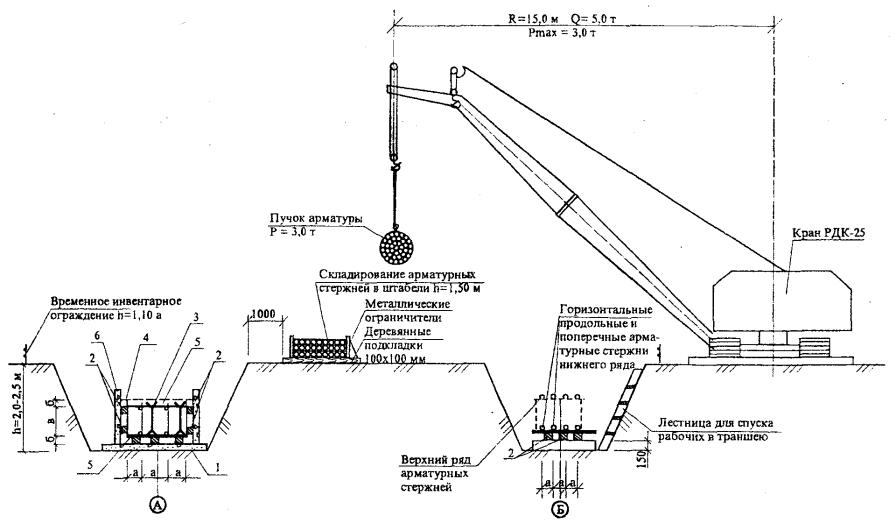 R=15,0 м Q=5,0 т
Pmax = 3,0 т
Пучок арматуры
P = 3,0 т
Кран РДК-25
Складирование арматурных
стержней в штабели h=1,50 м
Временное инвентарное
ограждение h=1,10 а
1000
Металлические
ограничители
Деревянные
подкладки
100x100 мм
Горизонтальные
продольные и
поперечные арма-
турные стержни
нижнего ряда
6
4
3
5
2
2
h=2,0-2,5 м
б
в
б
5
1
а
а
а
А
Верхний ряд
арматурных
стержней
2
а
а
а
Б
150
Лестница для спуска
рабочих в траншею